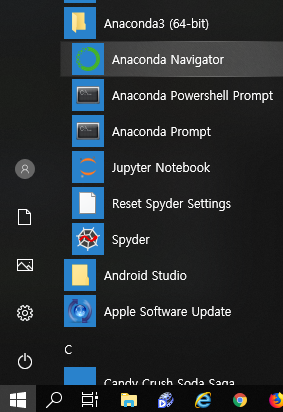 Anaconda3 (64-bit)
Anaconda Navigator
Anaconda Powershell Prompt
Anaconda Prompt
Jupyter Notebook
Reset Spyder Settings
Spyder
Android Studio
Apple Software Update
C
Candy Crush Soda Saga